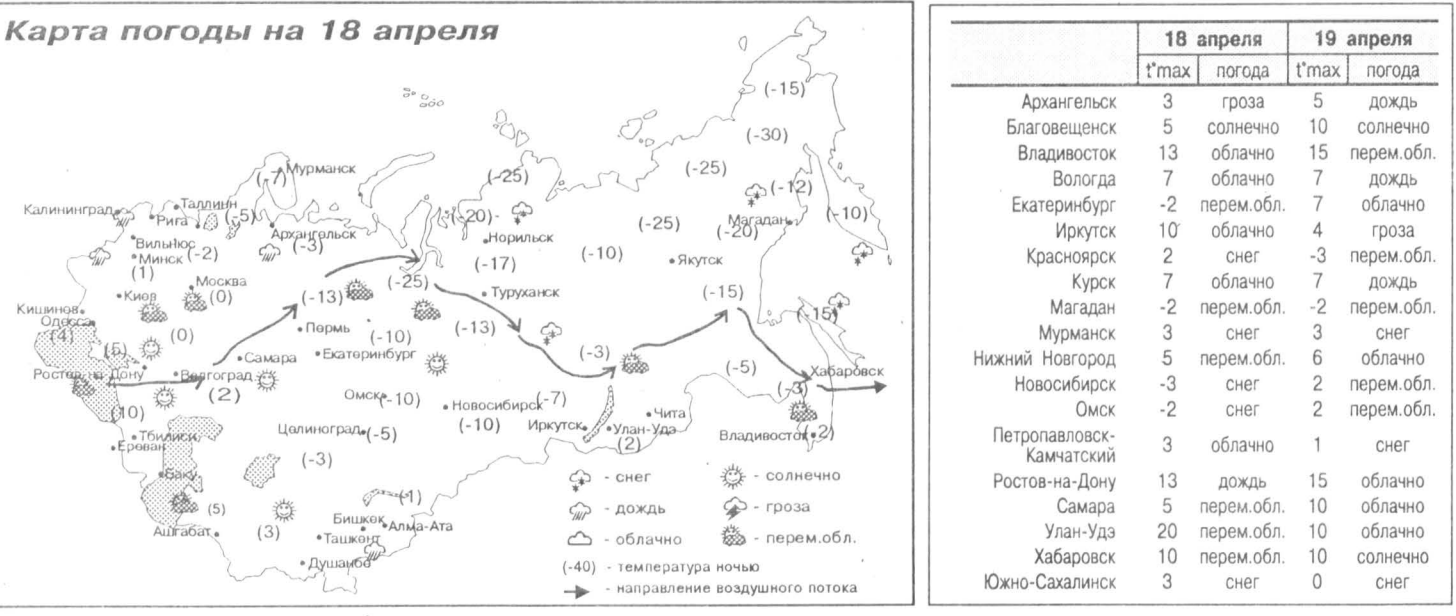 Карта погоды на 18 апреля
(-15)
(-30)
(-25)
Мурманск
(-7)
(-25)
(-12)
Таллинн
Калининград
(-5)
(-20)
(-10)
Рига
(-25)
Магадан
Архангельск
(-20)
Вильнюс
(-3)
Норильск
Минск
(-2)
(-10)
(1)
(-17)
Якутск
Москва
(-25)
Киев
(0)
(-13)
Туруханск
(-15)
Кишинев
(-15)
Одесса
Пермь
(-13)
(4)
(0)
(-10)
(5)
Екатеринбург
(-3)
Самара
(-5)
Ростов-на-Дону
Волгоград
Хабаровск
(2)
(-3)
Омск
(-10)
(-7)
(10)
Новосибирск
Чита
Целиноград
(-5)
(-10)
Иркутск
Улан-Удэ
Владивосток
(-2)
Тбилиси
(2)
Ереван
(-3)
Баку
(-1)
(5)
Бишкек
Алма-Ата
Ашгабат
(3)
Ташкент
Душанбе
- снег
- солнечно
- дождь
- гроза
- облачно
- перем.обл.
(-40) - температура ночью
- направление воздушного потока
18 апреля 19 апреля
t°max погода t°max погода
Архангельск 3 гроза 5 дождь
Благовещенск 5 солнечно 10 солнечно
Владивосток 13 облачно 15 перем.обл.
Вологда 7 облачно 7 дождь
Екатеринбург -2 перем.обл. 7 облачно
Иркутск 10 облачно 4 гроза
Красноярск 2 снег -3 перем.обл.
Курск 7 облачно 7 дождь
Магадан -2 перем.обл. -2 перем.обл.
Мурманск 3 снег 3 снег
Нижний Новгород 5 перем.обл. 6 облачно
Новосибирск -3 снег 2 перем.обл.
Омск -2 снег 2 перем.обл.
Петропавловск-
Камчатский 3 облачно 1 снег
Ростов-на-Дону 13 дождь 15 облачно
Самара 5 перем.обл. 10 облачно
Улан-Удэ 20 перем.обл. 10 облачно
Хабаровск 10 перем.обл. 10 солнечно
Южно-Сахалинск 3 снег 0 снег